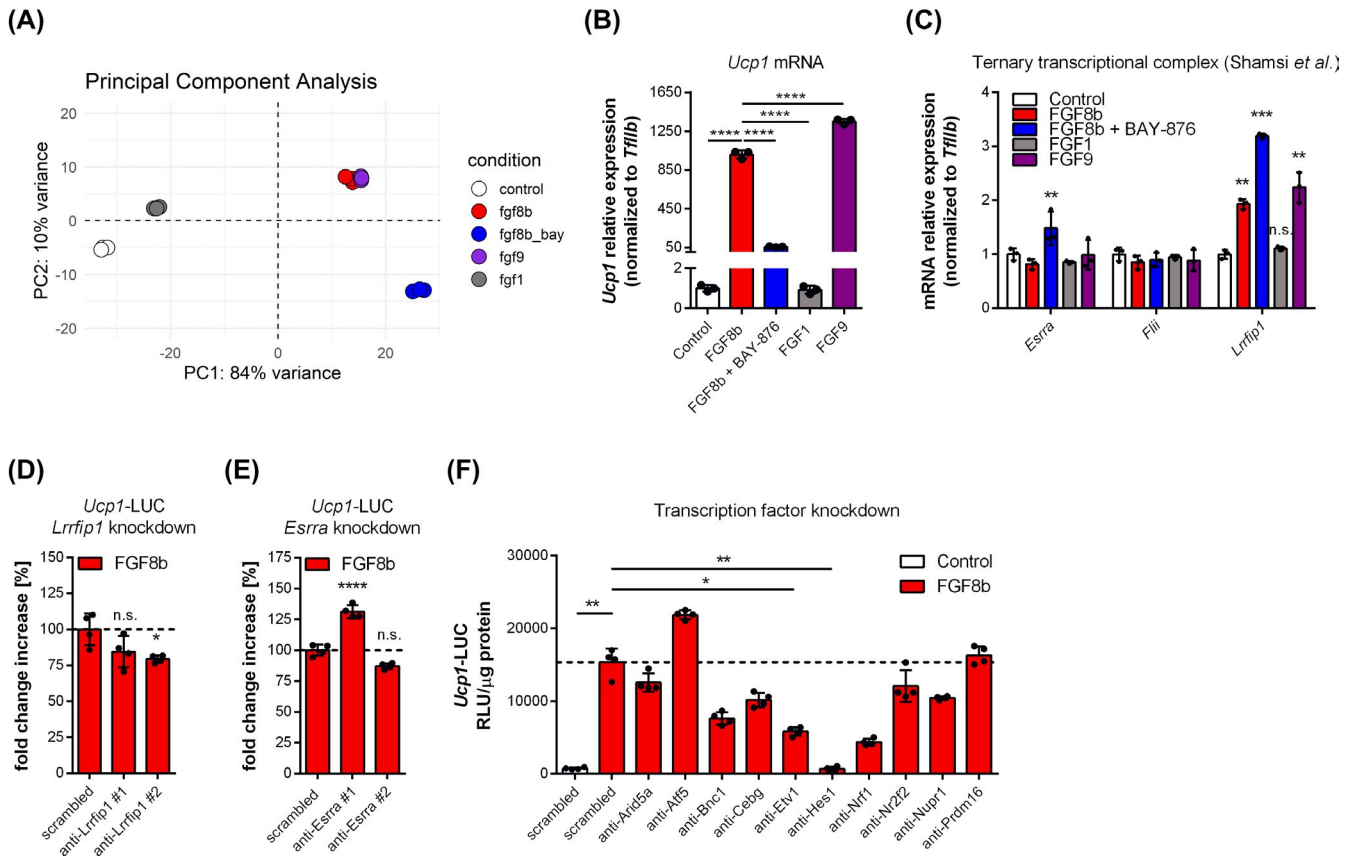 (A)
Principal Component Analysis
20
10
0
-10
-20
PC2: 10% variance
-20
0
20
PC1: 84% variance
condition
control
fgf8b
fgf8b_bay
fgf9
fgf1
(B)
Ucp1 mRNA
Ucp1 relative expression
(normalized to TfIIb)
1650
1250
850
450
50
2
0
****
****
**** ****
Control
FGF8b
FGF8b + BAY-876
FGF1
FGF9
(C)
Ternary transcriptional complex (Shamsi et al.)
mRNA relative expression
(normalized to TfIIb)
4
3
2
1
0
Control
FGF8b
FGF8b + BAY-876
FGF1
FGF9
**
**
***
n.s.
**
Esrra
Flii
Lrrfip1
(D)
Ucp1-LUC
Lrrfip1 knockdown
fold change increase [%]
150
125
100
75
50
25
0
FGF8b
n.s.
*
scrambled
anti-Lrrfip1 #1
anti-Lrrfip1 #2
(E)
Ucp1-LUC
Esrra knockdown
fold change increase [%]
175
150
125
100
75
50
25
0
FGF8b
****
n.s.
scrambled
anti-Esrra #1
anti-Esrra #2
(F)
Transcription factor knockdown
Ucp1-LUC
RLU/µg protein
30000
20000
10000
0
Control
FGF8b
**
*
**
scrambled
scrambled
anti-Arid5a
anti-Atf5
anti-Bnc1
anti-Cebg
anti-Etv1
anti-Hes1
anti-Nrf1
anti-Nr2f2
anti-Nupr1
anti-Prdm16